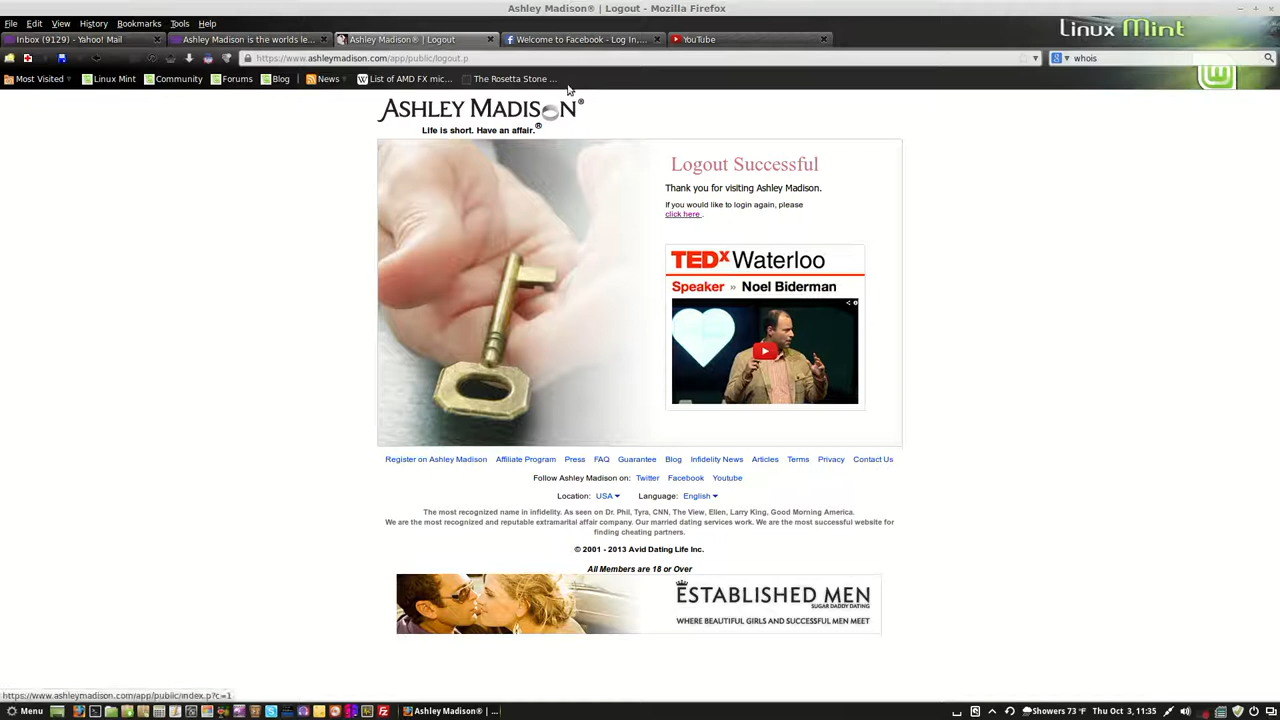 Ashley Madison® | Logout - Mozilla Firefox
File Edit View History Bookmarks Tools Help
Inbox (9129) - Yahoo! Mail
Ashley Madison is the worlds le...
Ashley Madison® | Logout
Welcome to Facebook - Log In, ...
YouTube
Linux Mint
https://www.ashleymadison.com/app/public/logout.p
whois
Most Visited
Linux Mint
Community
Forums
Blog
News
List of AMD FX mic...
The Rosetta Stone ...
ASHLEY MADISON®
Life is short. Have an affair.®
Logout Successful
Thank you for visiting Ashley Madison.
If you would like to login again, please
click here .
TEDx Waterloo
Speaker » Noel Biderman
Register on Ashley Madison Affiliate Program Press FAQ Guarantee Blog Infidelity News Articles Terms Privacy Contact Us
Follow Ashley Madison on: Twitter Facebook Youtube
Location: USA Language: English
The most recognized name in infidelity. As seen on Dr. Phil, Tyra, CNN, The View, Ellen, Larry King, Good Morning America.
We are the most recognized and reputable extramarital affair company. Our married dating services work. We are the most successful website for
finding cheating partners.
© 2001 - 2013 Avid Dating Life Inc.
All Members are 18 or Over
ESTABLISHED MEN
SUGAR DADDY DATING
WHERE BEAUTIFUL GIRLS AND SUCCESSFUL MEN MEET
https://www.ashleymadison.com/app/public/index.p?c=1
Menu
Ashley Madison® | ...
Showers 73 °F
Thu Oct 3, 11:35